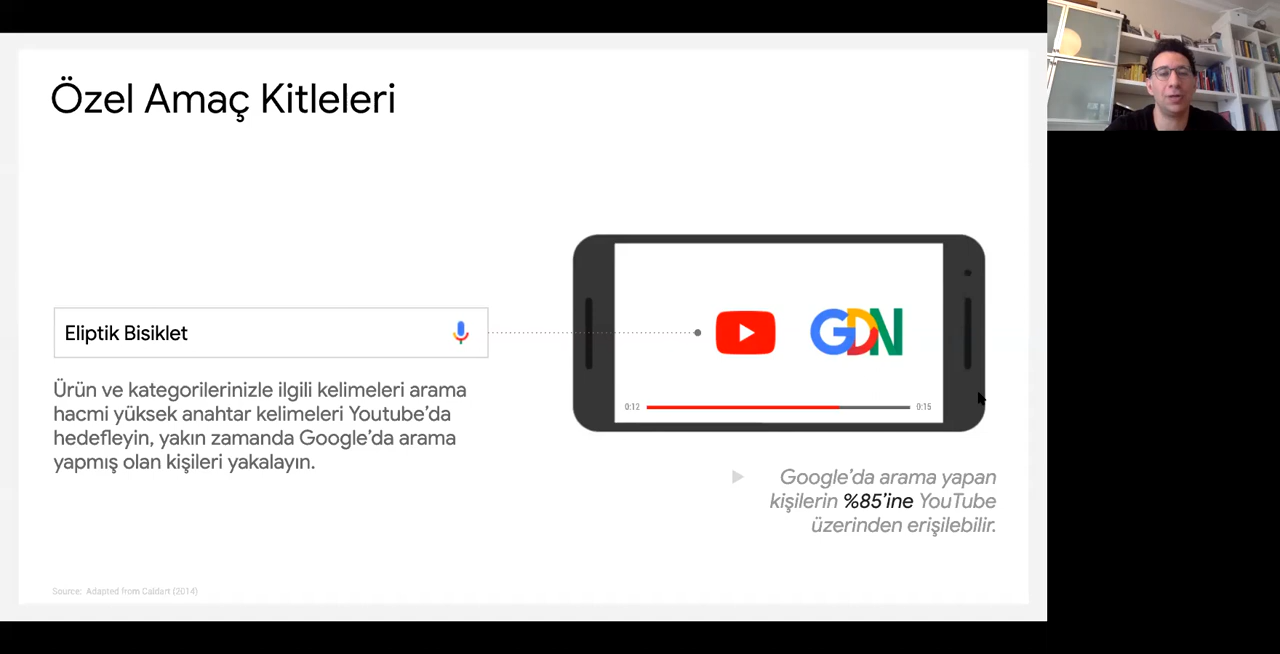 Özel Amaç Kitleleri
Eliptik Bisiklet
Ürün ve kategorilerinizle ilgili kelimeleri arama
hacmi yüksek anahtar kelimeleri Youtube’da
hedefleyin, yakın zamanda Google’da arama
yapmış olan kişileri yakalayın.
GDN
0:12
0:15
Google’da arama yapan
kişilerin %85’ine YouTube
üzerinden erişilebilir.
Source: Adapted from Caldart (2014)